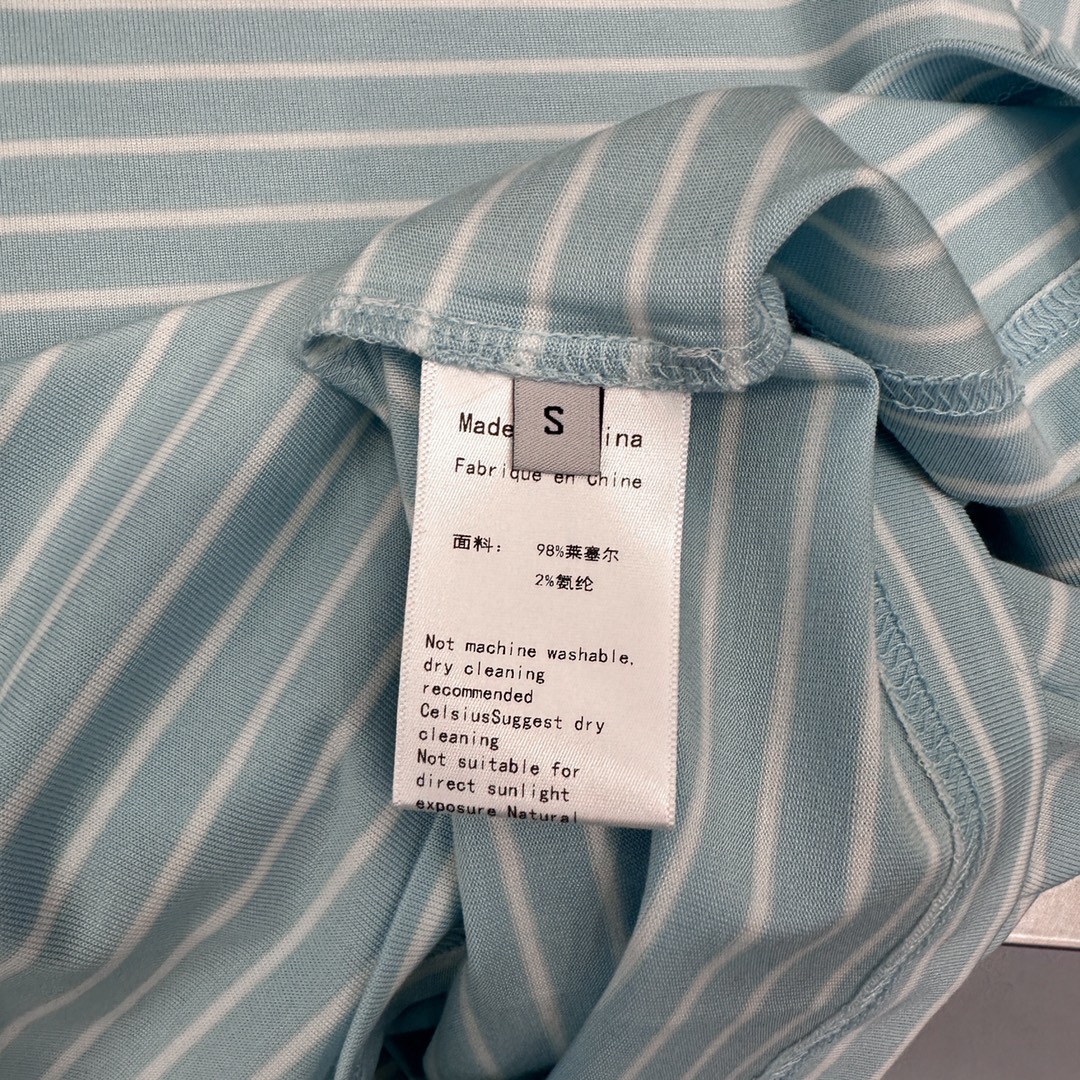 S
Made ina
Fabrique en Chine
面料: 98%莱塞尔
2%氨纶
Not machine washable,
dry cleaning
recommended
CelsiusSuggest dry
cleaning
Not suitable for
direct sunlight
exposure Natural